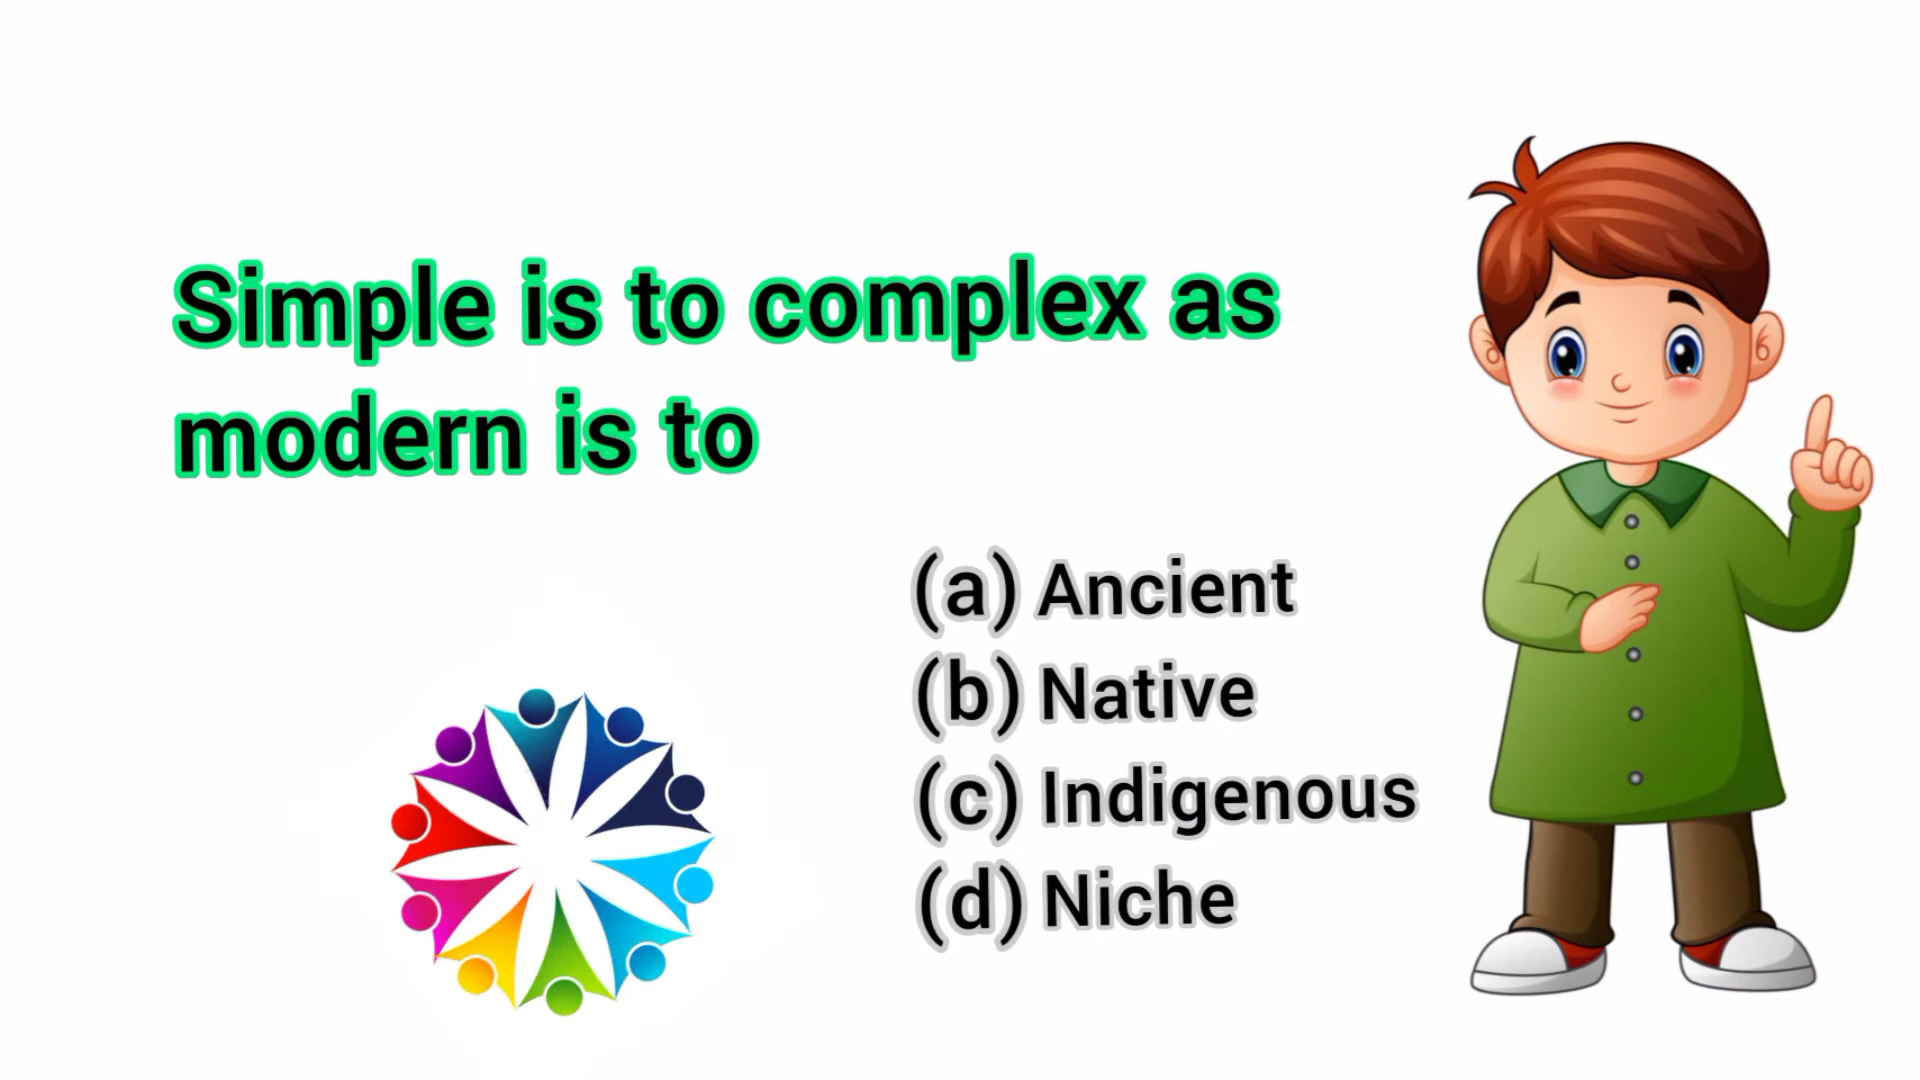 Simple is to complex as
modern is to
(a) Ancient
(b) Native
(c) Indigenous
(d) Niche